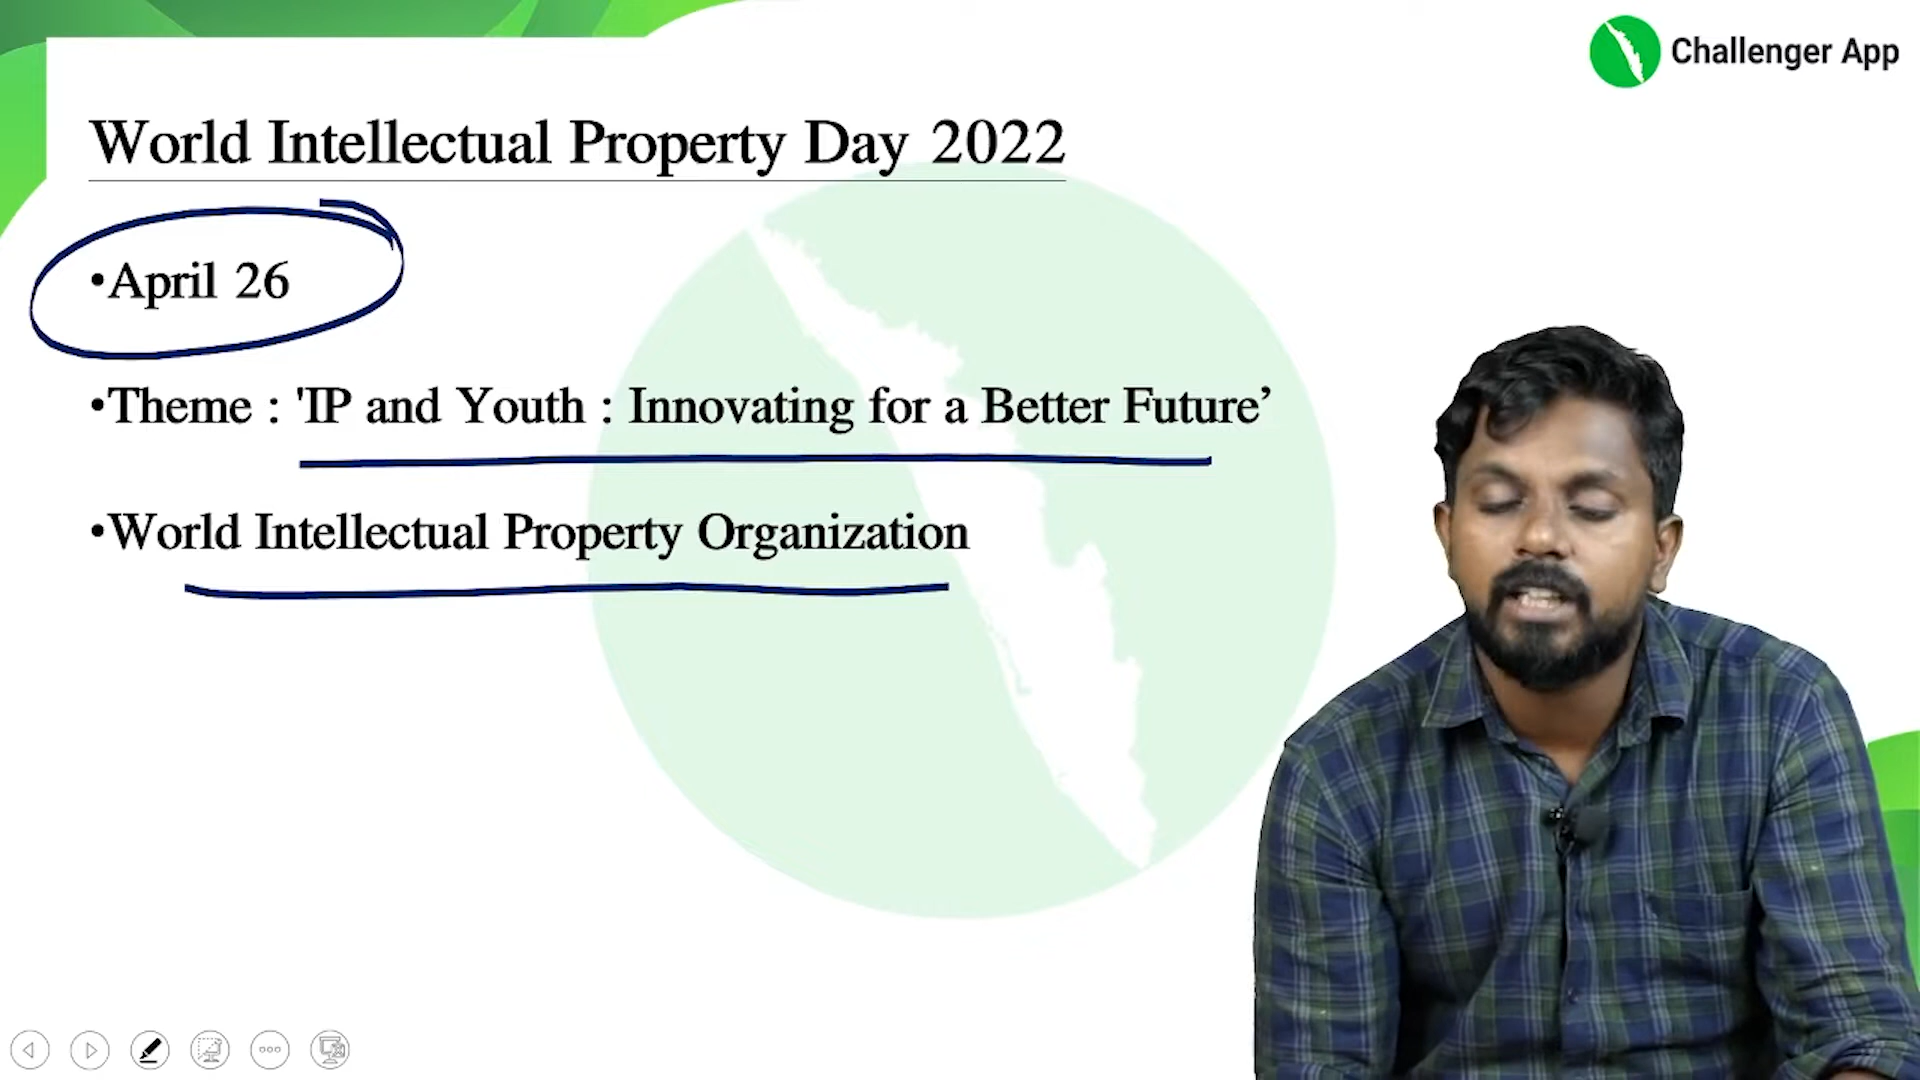 Challenger App
World Intellectual Property Day 2022
•April 26
•Theme : 'IP and Youth : Innovating for a Better Future’
•World Intellectual Property Organization